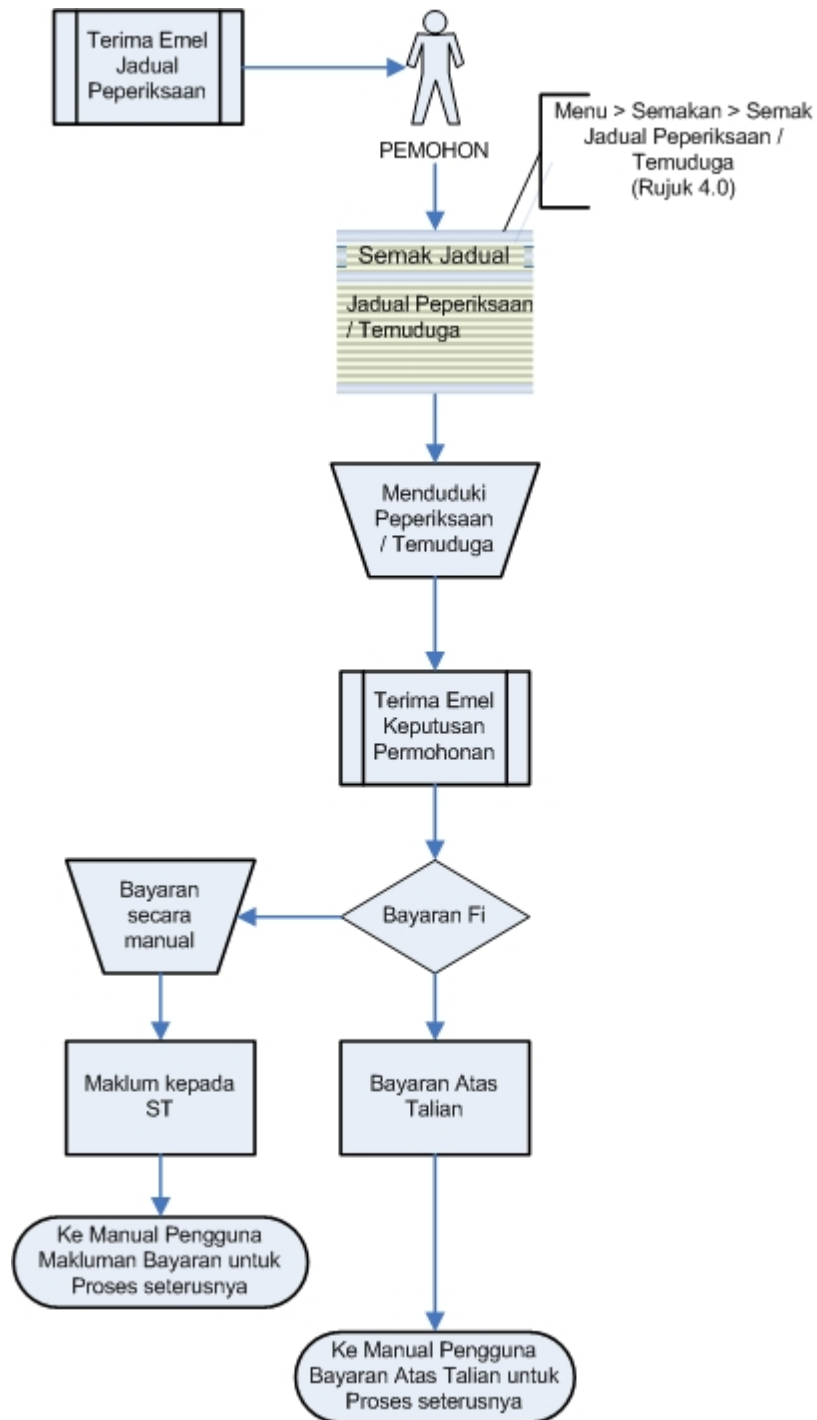 Terima Emel
Jadual
Peperiksaan
PEMOHON
Menu > Semakan > Semak
Jadual Peperiksaan /
Temuduga
(Rujuk 4.0)
Semak Jadual
Jadual Peperiksaan
/ Temuduga
Menduduki
Peperiksaan
/ Temuduga
Terima Emel
Keputusan
Permohonan
Bayaran
secara
manual
Bayaran Fi
Maklum kepada
ST
Bayaran Atas
Talian
Ke Manual Pengguna
Makluman Bayaran untuk
Proses seterusnya
Ke Manual Pengguna
Bayaran Atas Talian untuk
Proses seterusnya